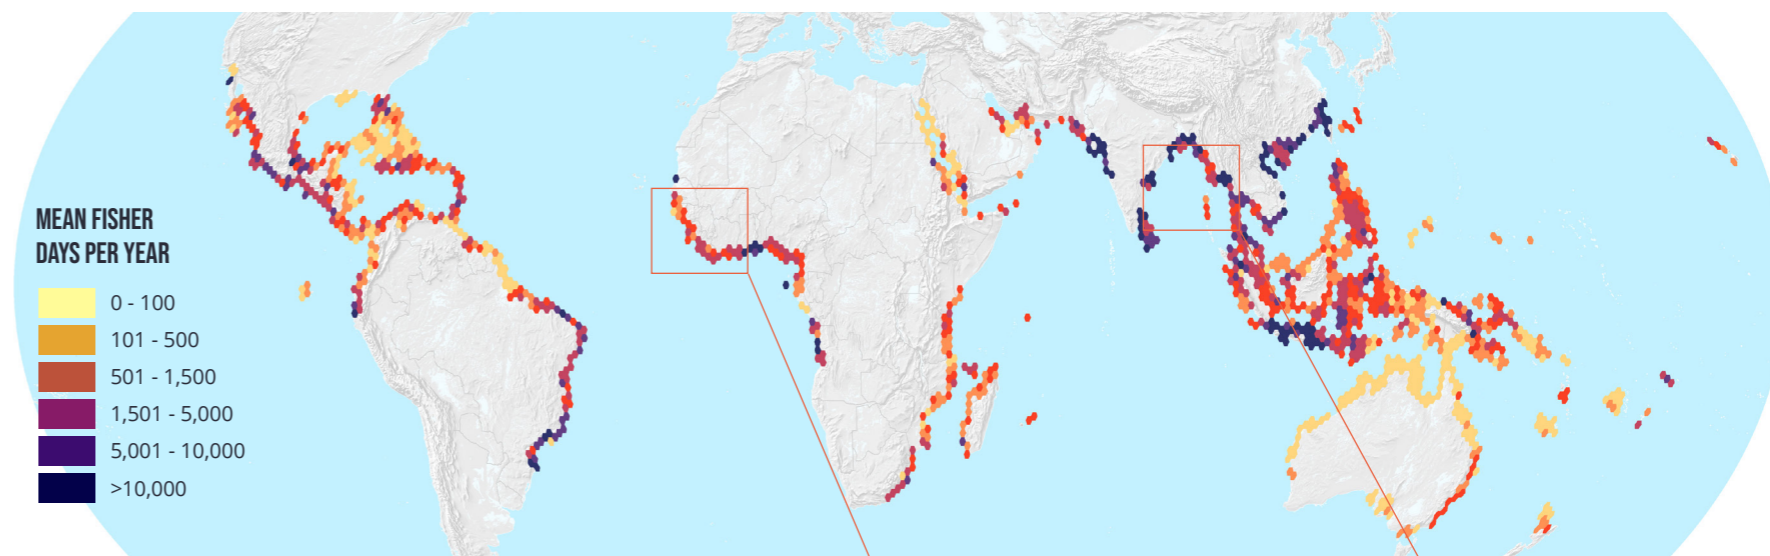 MEAN FISHER
DAYS PER YEAR
0 - 100
101 - 500
501 - 1,500
1,501 - 5,000
5,001 - 10,000
>10,000